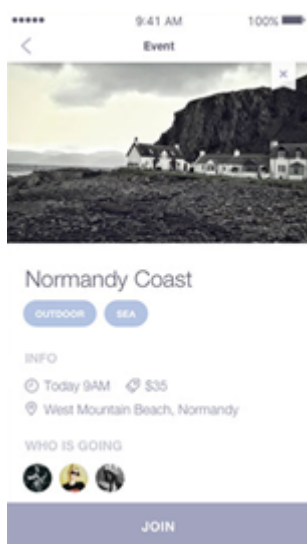 9:41 AM 100%
Event
Normandy Coast
OUTDOOR SEA
INFO
Today 9AM $35
West Mountain Beach, Normandy
WHO IS GOING
JOIN